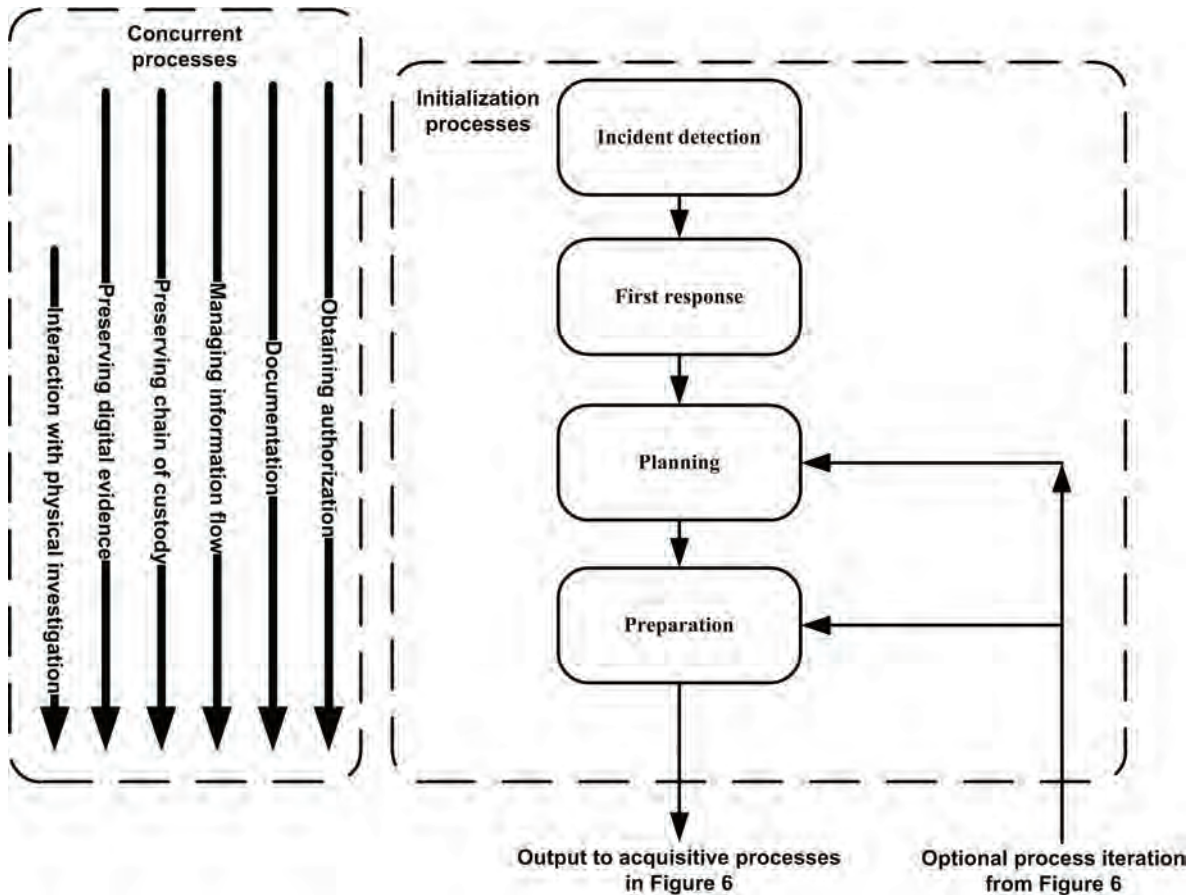 Concurrent
processes
Interaction with physical investigation
Preserving digital evidence
Preserving chain of custody
Managing information flow
Documentation
Obtaining authorization
Initialization
processes
Incident detection
First response
Planning
Preparation
Output to acquisitive processes
in Figure 6
Optional process iteration
from Figure 6